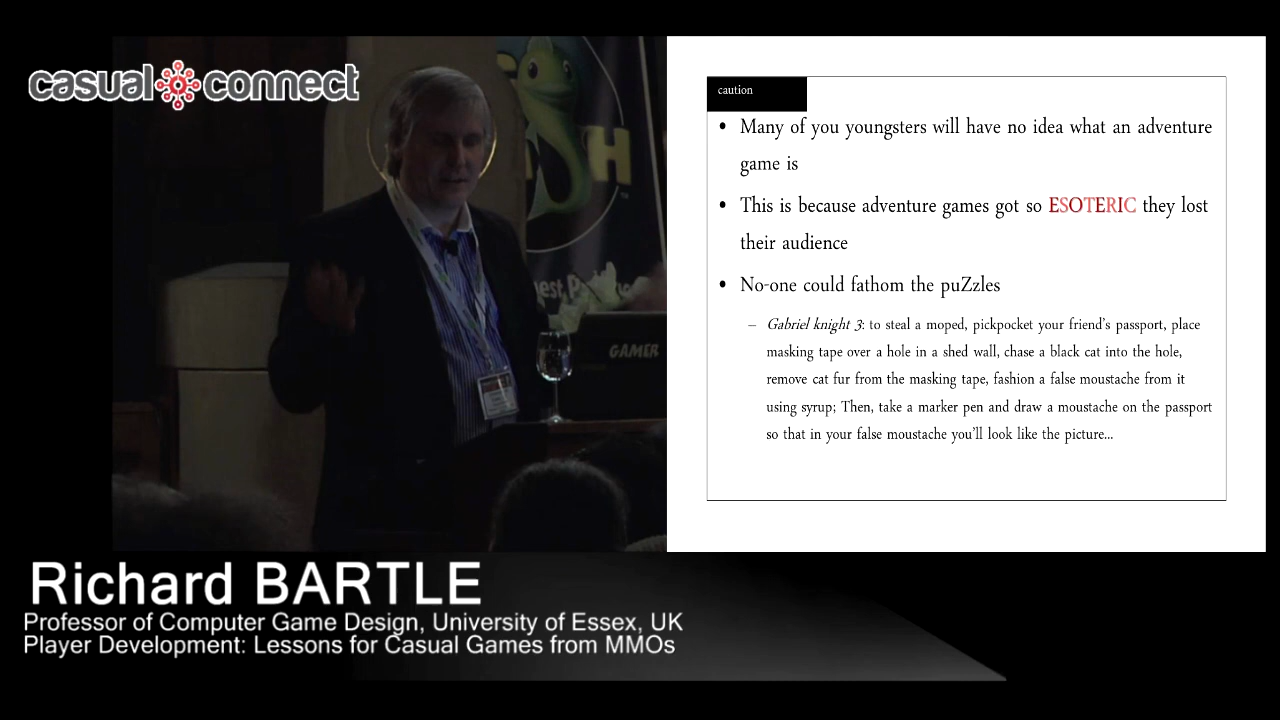 casual connect
H
TM
GAMER
caution
• Many of you youngsters will have no idea what an adventure
game is
• This is because adventure games got so ESOTERIC they lost
their audience
• No-one could fathom the puZzles
– Gabriel knight 3: to steal a moped, pickpocket your friend's passport, place
masking tape over a hole in a shed wall, chase a black cat into the hole,
remove cat fur from the masking tape, fashion a false moustache from it
using syrup; Then, take a marker pen and draw a moustache on the passport
so that in your false moustache you'll look like the picture...
Richard BARTLE
Professor of Computer Game Design, University of Essex, UK
Player Development: Lessons for Casual Games from MMOs